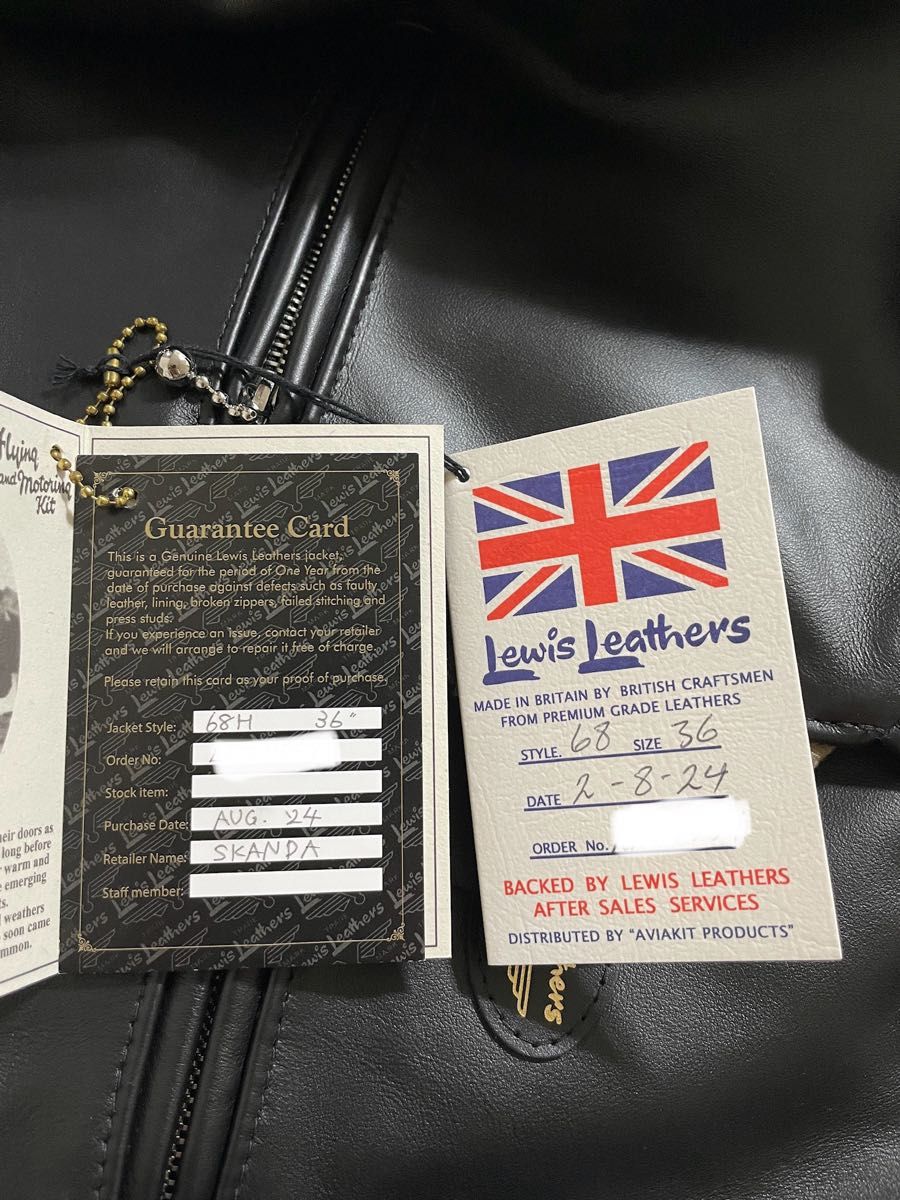 Flying
and Motoring
Kit
heir doors as
long before
warm and
emerging
weathers
soon came
Guarantee Card
This is a Genuine Lewis Leathers jacket,
guaranteed for the period of One Year from the
date of purchase against defects such as faulty
leather, lining, broken zippers, failed stitching and
press studs.
If you experience an issue, contact your retailer
and we will arrange to repair it free of charge.
Please retain this card as your proof of purchase.
Jacket Style: 68H 36"
Order No:
Stock item:
Purchase Date: AUG. '24
Retailer Name: SKANDA
Staff member:
Lewis Leathers
MADE IN BRITAIN BY BRITISH CRAFTSMEN
FROM PREMIUM GRADE LEATHERS
STYLE. 68 SIZE 36
DATE 2-8-24
ORDER No.
BACKED BY LEWIS LEATHERS
AFTER SALES SERVICES
DISTRIBUTED BY "AVIAKIT PRODUCTS"